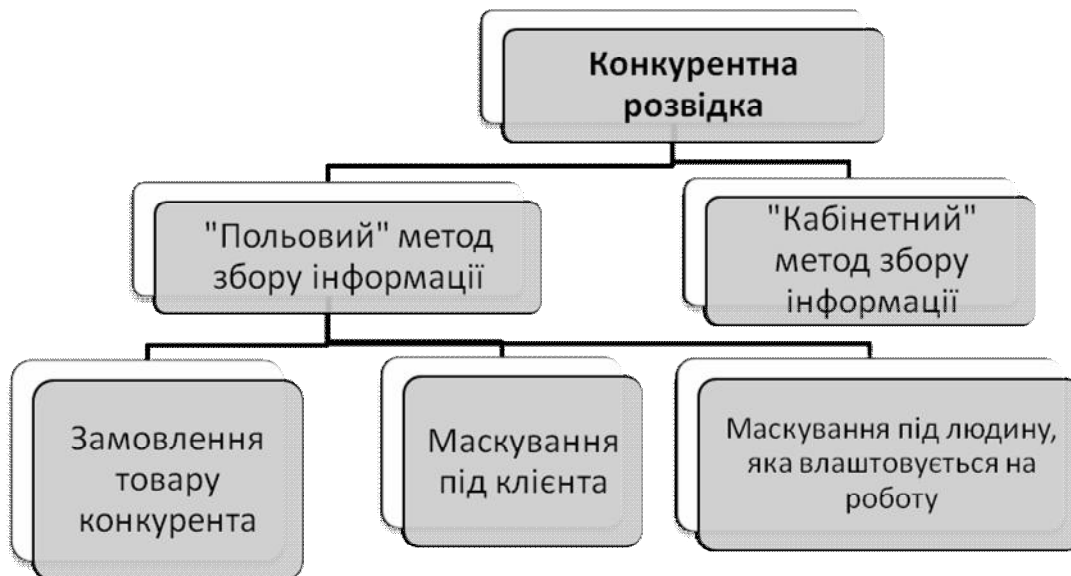 Конкурентна
розвідка
"Польовий" метод
збору інформації
"Кабінетний"
метод збору
інформації
Замовлення
товару
конкурента
Маскування
під клієнта
Маскування під людину,
яка влаштовується на
роботу